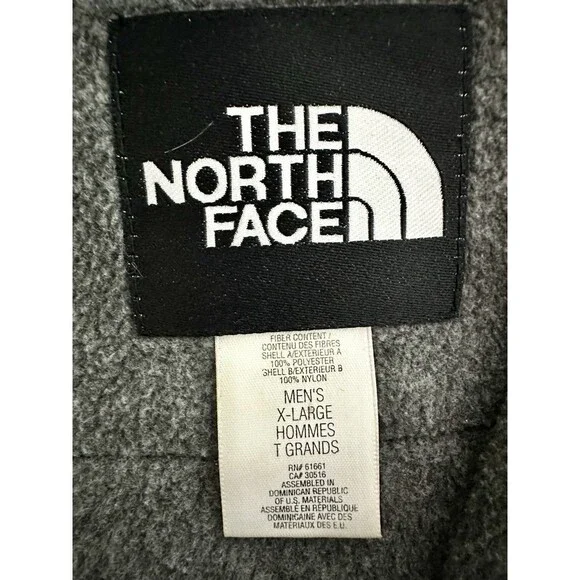 THE
NORTH
FACE
FIBER CONTENT/
CONTENU DES FIBRES
SHELL A/EXTERIEUR A
100% POLYESTER
SHELL B/EXTERIEUR B
100% NYLON
MEN'S
X-LARGE
HOMMES
T GRANDS
RN# 61661
CA# 30516
ASSEMBLED IN
DOMINICAN REPUBLIC
OF U.S. MATERIALS
ASSEMBLÉ EN RÉPUBLIQUE
DOMINICAINE AVEC DES
MATERIAUX DES E.U.